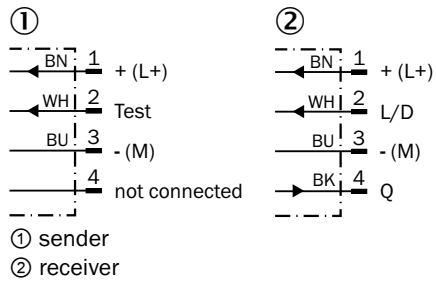 ① ②
BN 1 + (L+) BN 1 + (L+)
WH 2 Test WH 2 L/D
BU 3 - (M) BU 3 - (M)
4 not connected BK 4 Q
① sender
② receiver